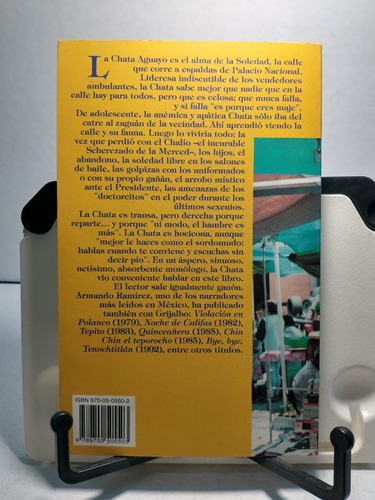 La Chata Aguayo es el alma de la Soledad, la calle
que corre a espaldas de Palacio Nacional.
Lideresa indiscutible de los vendedores
ambulantes, la Chata sabe mejor que nadie que en la
calle hay para todos, pero que es celosa; que nunca falla,
y si falla "es porque eres maje".
De adolescente, la anémica y apática Chata sólo iba del
catre al zaguán de la vecindad. Ahí aprendió viendo la
calle y su fauna. Luego lo viviría todo: la
vez que perdió con el Chalío «el incurable
Scherezado de la Merced», los hijos, el
abandono, la soledad libre en los salones
de baile, las golpizas con los uniformados
o con su propio gañán, el arrobo místico
ante el Presidente, las amenazas de los
"doctorcitos" en el poder durante los
últimos sexenios.
La Chata es transa, pero derecha porque
reparte... y porque "ni modo, el hambre es
más". La Chata es hocicona, aunque
"mejor le haces como el sordomudo:
hablas cuando te conviene y escuchas sin
decir pío". En un áspero, simoso,
netísimo, absorbente monólogo, la Chata
vio conveniente hablar en este libro.
El lector sale igualmente ganón.
Armando Ramírez, uno de los narradores
más leídos en México, ha publicado
también con Grijalbo: Violación en
Polanco (1979), Noche de Califas (1982),
Tepito (1983), Quinceañera (1985), Chin
Chin el teporocho (1985), Bye, bye,
Tenochtitlán (1992), entre otros títulos.
ISBN 970-05-0550-2
9 789700 505503